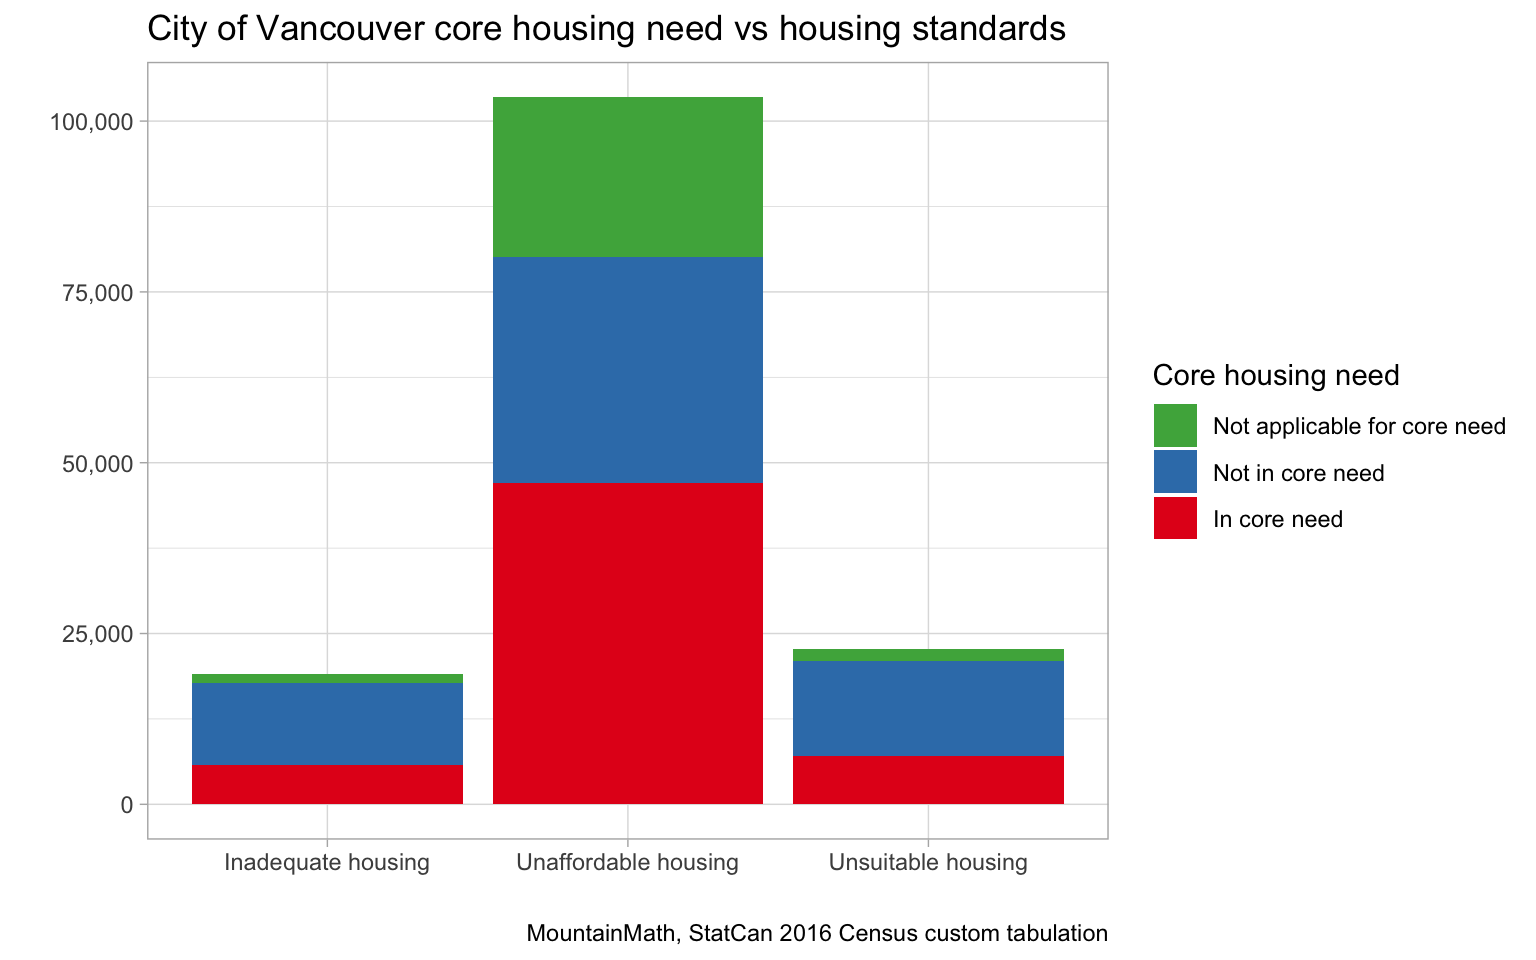 City of Vancouver core housing need vs housing standards
100,000
75,000
50,000
25,000
0
Inadequate housing
Unaffordable housing
Unsuitable housing
Core housing need
Not applicable for core need
Not in core need
In core need
MountainMath, StatCan 2016 Census custom tabulation